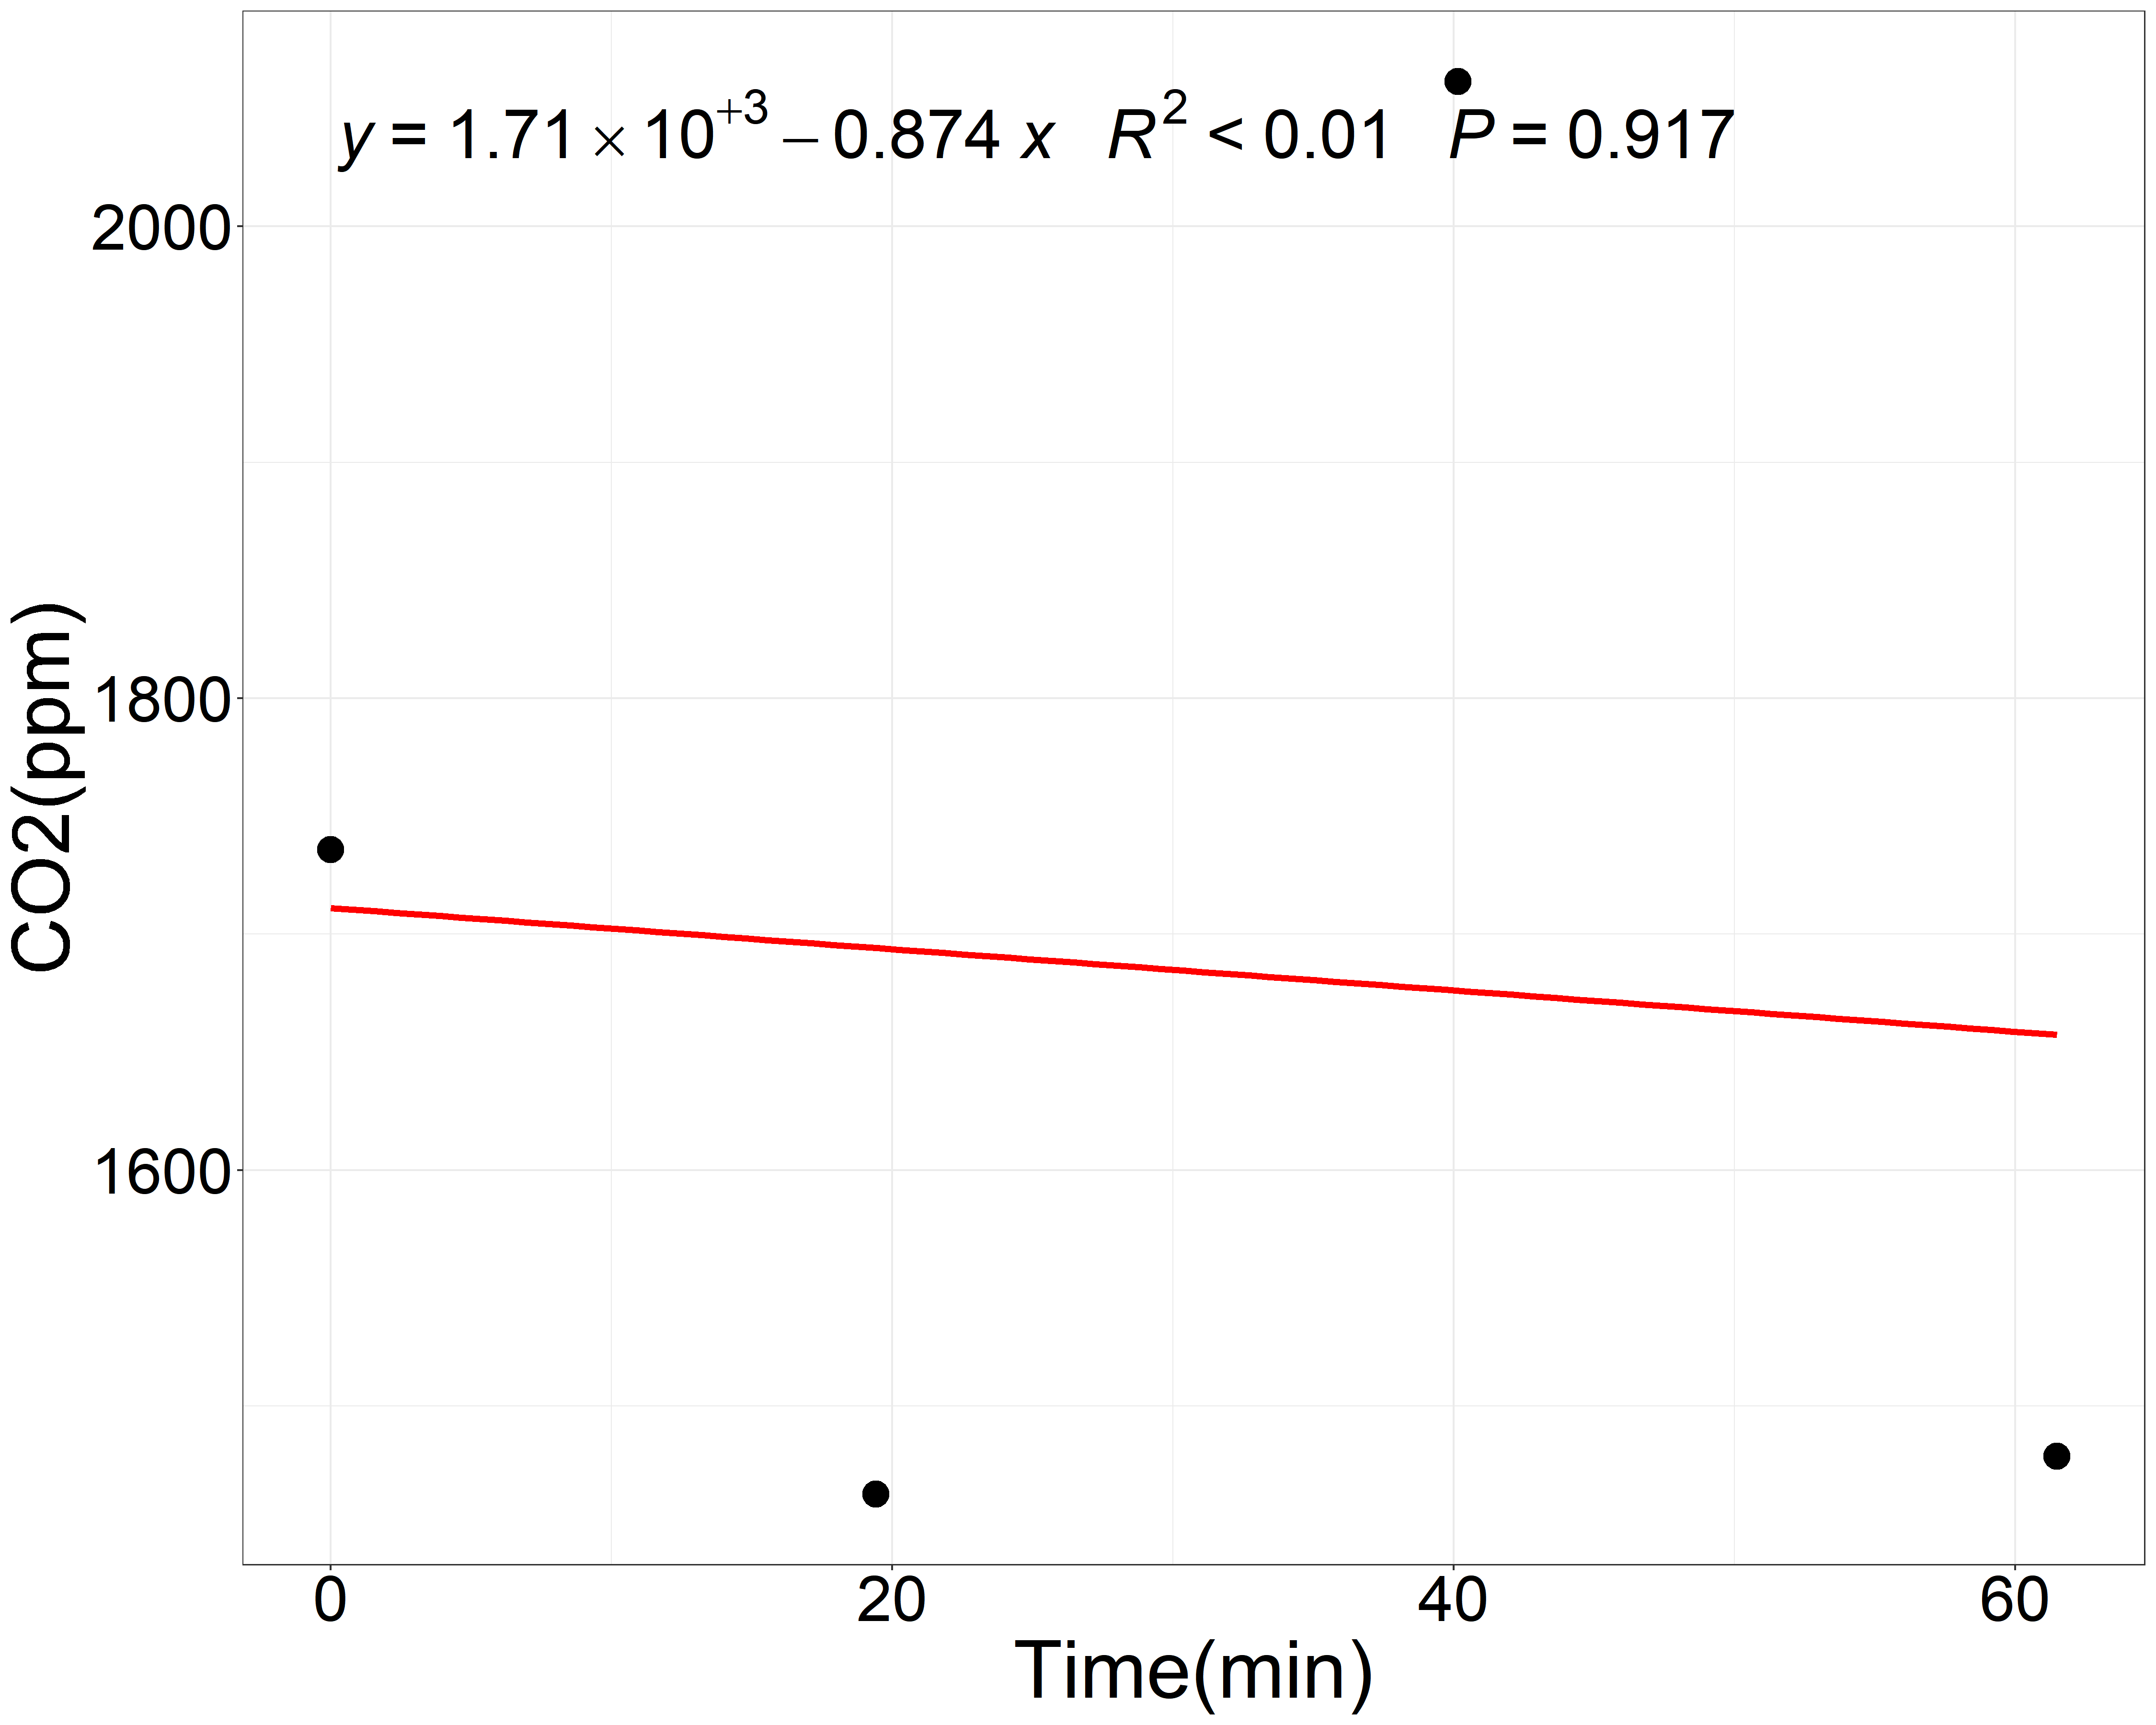 y = 1.71×10⁺³ – 0.874 x R² < 0.01 P = 0.917
2000
1800
1600
CO2(ppm)
0 20 40 60
Time(min)